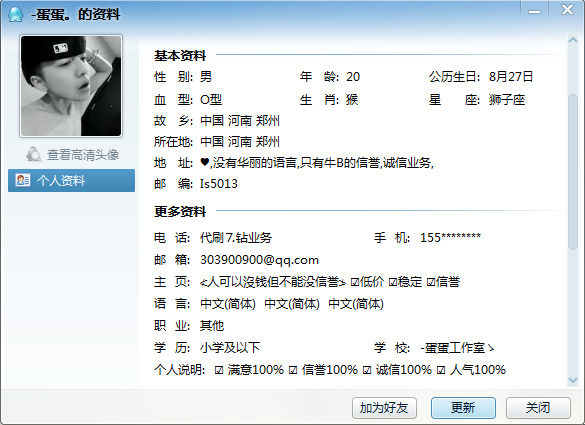 -蛋蛋。的资料
基本资料
性 别: 男 年 龄: 20 公历生日: 8月27日
血 型: O型 生 肖: 猴 星 座: 狮子座
故 乡: 中国 河南 郑州
所在地: 中国 河南 郑州
地 址: ♥,没有华丽的语言,只有牛B的信誉,诚信业务,
邮 编: Is5013
查看高清头像
个人资料
更多资料
电 话: 代刷⒎钻业务 手 机: 155********
邮 箱: 303900900@qq.com
主 页: <人可以沒钱但不能没信誉> ☑低价 ☑稳定 ☑信誉
语 言: 中文(简体) 中文(简体) 中文(简体)
职 业: 其他
学 历: 小学及以下 学 校: -蛋蛋工作室ゝ
个人说明: ☑ 满意100% ☑ 信誉100% ☑ 诚信100% ☑ 人气100%
加为好友 更新 关闭